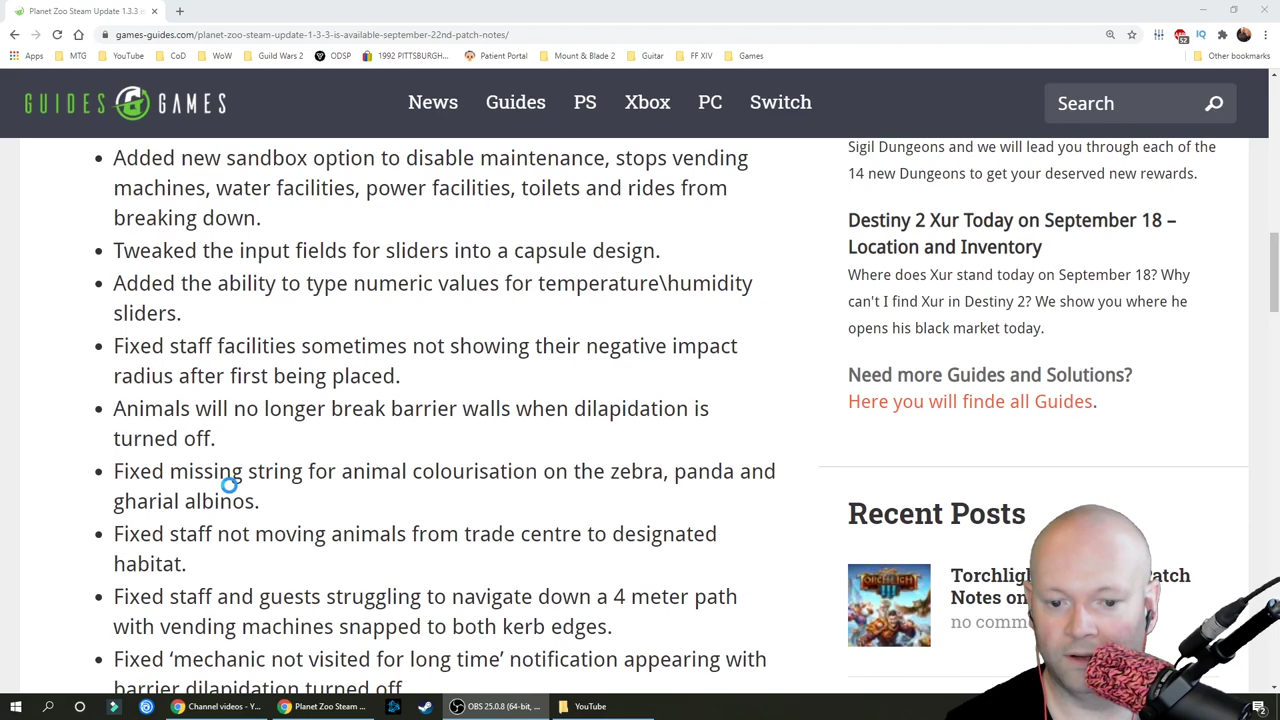 Planet Zoo Steam Update 1.3.3 is
games-guides.com/planet-zoo-steam-update-1-3-3-is-available-september-22nd-patch-notes/
52
IQ
Apps
MTG
YouTube
CoD
WoW
Guild Wars 2
ODSP
1992 PITTSBURGH...
Patient Portal
Mount & Blade 2
Guitar
FF XIV
Games
Other bookmarks
GUIDES GAMES
News
Guides
PS
Xbox
PC
Switch
Search
• Added new sandbox option to disable maintenance, stops vending
machines, water facilities, power facilities, toilets and rides from
breaking down.
• Tweaked the input fields for sliders into a capsule design.
• Added the ability to type numeric values for temperature\humidity
sliders.
• Fixed staff facilities sometimes not showing their negative impact
radius after first being placed.
• Animals will no longer break barrier walls when dilapidation is
turned off.
• Fixed missing string for animal colourisation on the zebra, panda and
gharial albinos.
• Fixed staff not moving animals from trade centre to designated
habitat.
• Fixed staff and guests struggling to navigate down a 4 meter path
with vending machines snapped to both kerb edges.
• Fixed ‘mechanic not visited for long time’ notification appearing with
barrier dilapidation turned off
Sigil Dungeons and we will lead you through each of the
14 new Dungeons to get your deserved new rewards.
Destiny 2 Xur Today on September 18 –
Location and Inventory
Where does Xur stand today on September 18? Why
can't I find Xur in Destiny 2? We show you where he
opens his black market today.
Need more Guides and Solutions?
Here you will finde all Guides.
Recent Posts
TORCHLIGHT
III
Torchligh atch
Notes on
no comme
Channel videos - Y...
Planet Zoo Steam ...
OBS 25.0.8 (64-bit, ...
YouTube
2